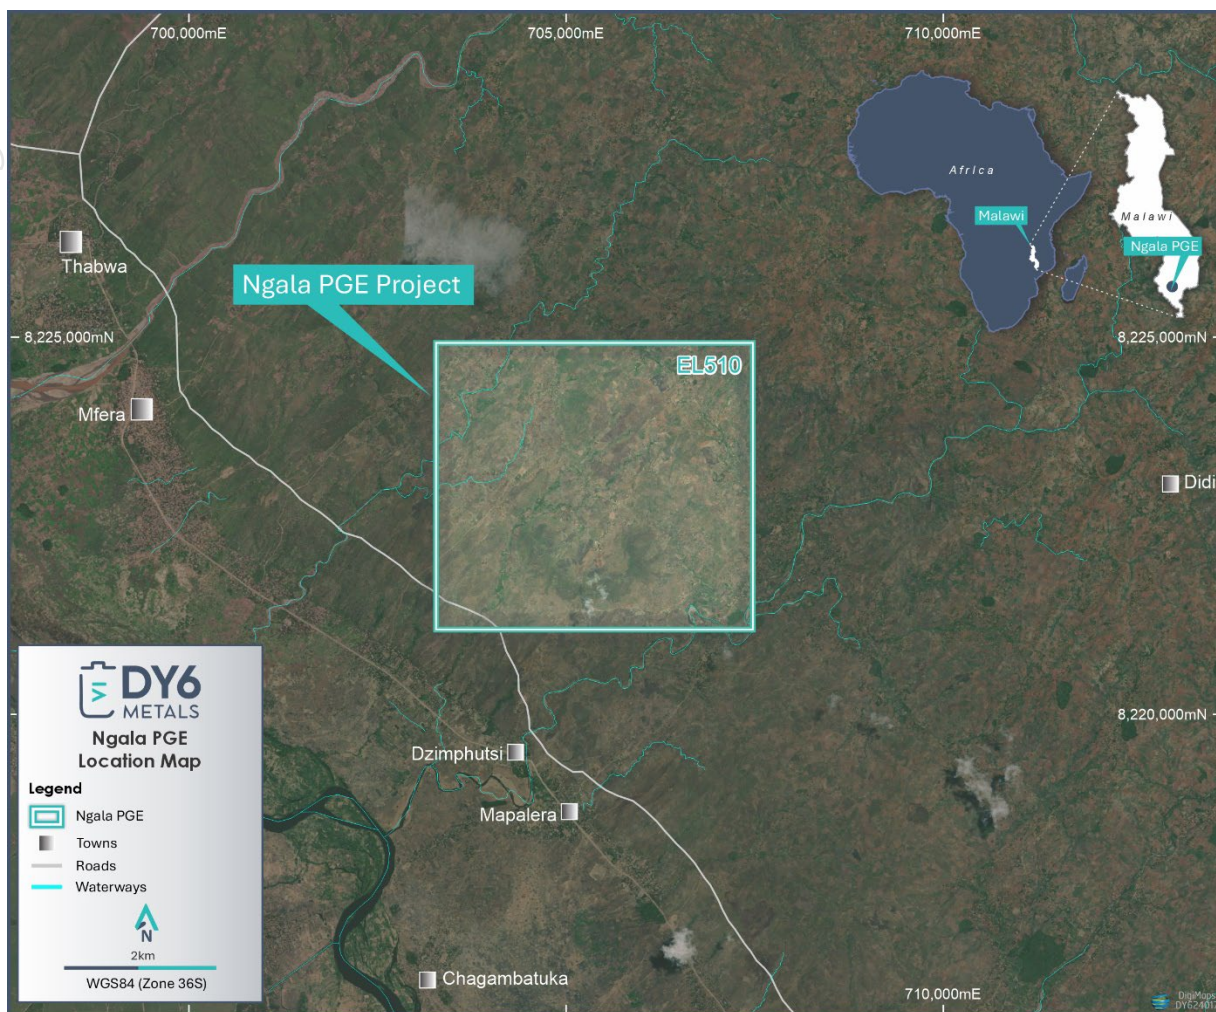 700,000mE
705,000mE
710,000mE
Africa
Malawi
Malawi
Ngala PGE
Thabwa
Ngala PGE Project
8,225,000mN
8,225,000mN
EL510
Mfera
Didi
DY6
METALS
Ngala PGE
Location Map
Legend
Ngala PGE
Towns
Roads
Waterways
N
2km
WGS84 (Zone 36S)
8,220,000mN
Dzimphutsi
Mapalera
Chagambatuka
710,000mE
DigiMaps
DY624017